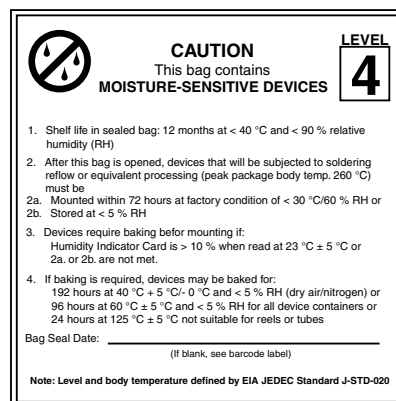 LEVEL
4
CAUTION
This bag contains
MOISTURE-SENSITIVE DEVICES
1. Shelf life in sealed bag: 12 months at < 40 °C and < 90 % relative
humidity (RH)
2. After this bag is opened, devices that will be subjected to soldering
reflow or equivalent processing (peak package body temp. 260 °C)
must be
2a. Mounted within 72 hours at factory condition of < 30 °C/60 % RH or
2b. Stored at < 5 % RH
3. Devices require baking befor mounting if:
Humidity Indicator Card is > 10 % when read at 23 °C ± 5 °C or
2a. or 2b. are not met.
4. If baking is required, devices may be baked for:
192 hours at 40 °C + 5 °C/- 0 °C and < 5 % RH (dry air/nitrogen) or
96 hours at 60 °C ± 5 °C and < 5 % RH for all device containers or
24 hours at 125 °C ± 5 °C not suitable for reels or tubes
Bag Seal Date:
(If blank, see barcode label)
Note: Level and body temperature defined by EIA JEDEC Standard J-STD-020